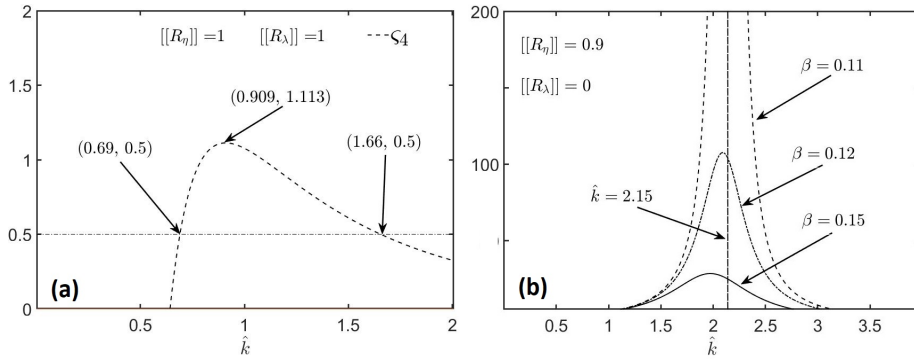 2
[[R_η]] =1 [[R_λ]] =1 ς_4
(0.909, 1.113)
1.5
(0.69, 0.5)
(1.66, 0.5)
1
0.5
(a)
0
0.5 1 1.5 2
k̂
200
[[R_η]] = 0.9
β = 0.11
[[R_λ]] = 0
100
β = 0.12
k̂ = 2.15
β = 0.15
(b)
0.5 1 1.5 2 2.5 3 3.5
k̂